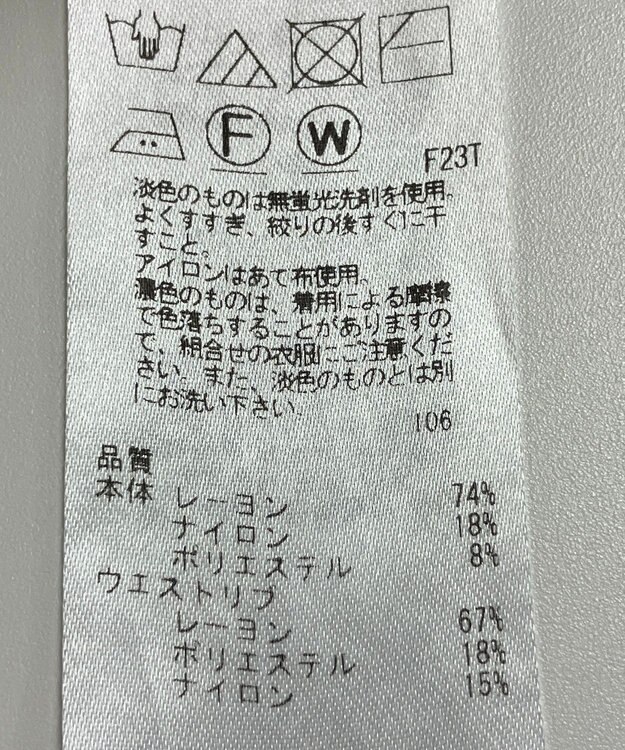 F W
F23T
淡色のものは無蛍光洗剤を使用。
よくすすぎ、絞りの後すぐに干
すこと。
アイロンはあて布使用。
濃色のものは、着用による摩擦
で色落ちすることがありますの
で、組合せの衣服にご注意くだ
さい。また、淡色のものとは別
にお洗い下さい。
106
品質
本体 レーヨン 74%
ナイロン 18%
ポリエステル 8%
ウエストリブ
レーヨン 67%
ポリエステル 18%
ナイロン 15%